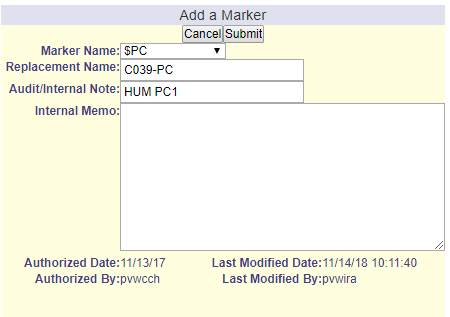 Add a Marker
Cancel Submit
Marker Name: $PC
Replacement Name: C039-PC
Audit/Internal Note: HUM PC1
Internal Memo:
Authorized Date: 11/13/17 Last Modified Date: 11/14/18 10:11:40
Authorized By: pvwcch Last Modified By: pvwira